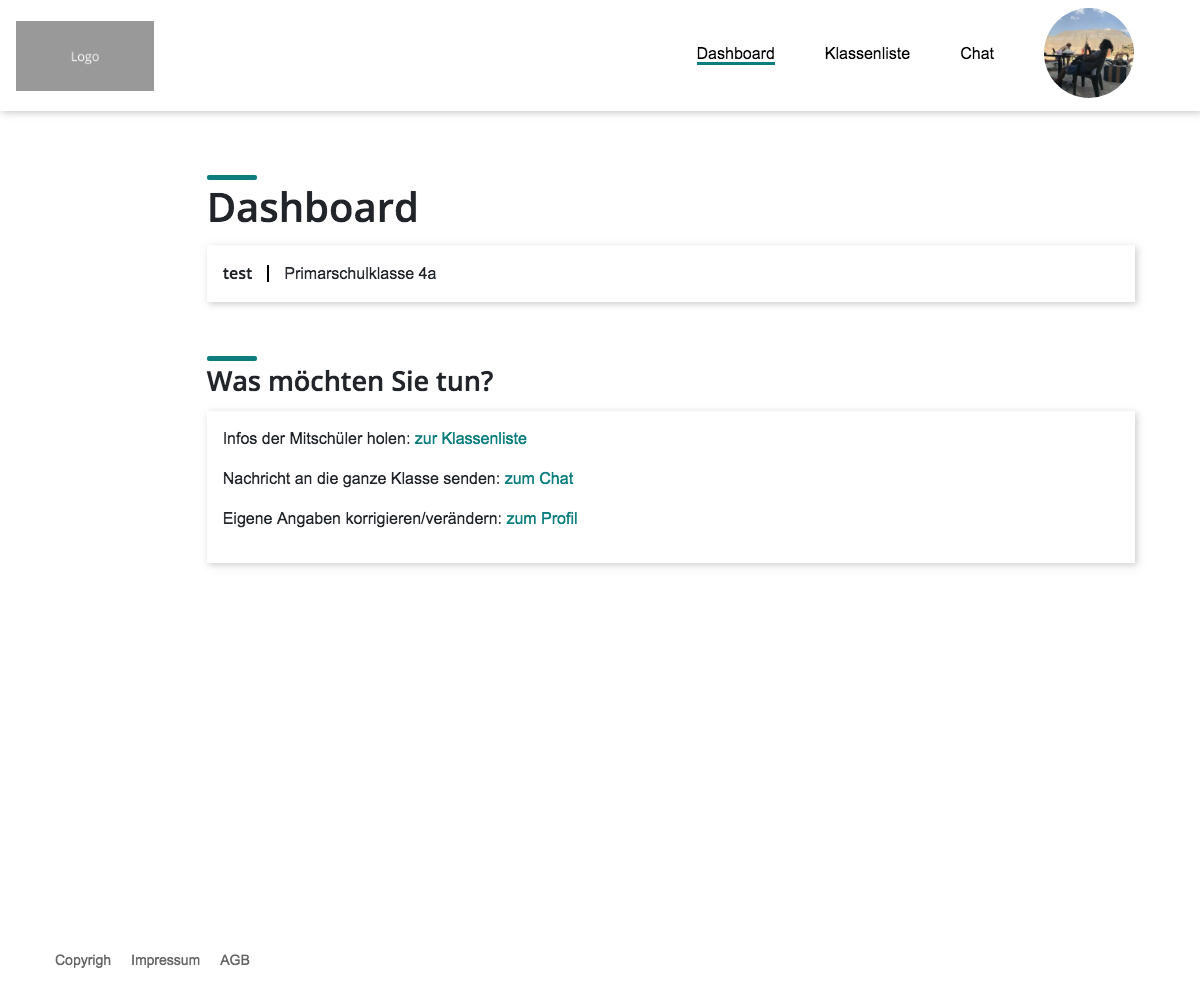 Logo
Dashboard Klassenliste Chat
Dashboard
test Primarschulklasse 4a
Was möchten Sie tun?
Infos der Mitschüler holen: zur Klassenliste
Nachricht an die ganze Klasse senden: zum Chat
Eigene Angaben korrigieren/verändern: zum Profil
Copyrigh Impressum AGB